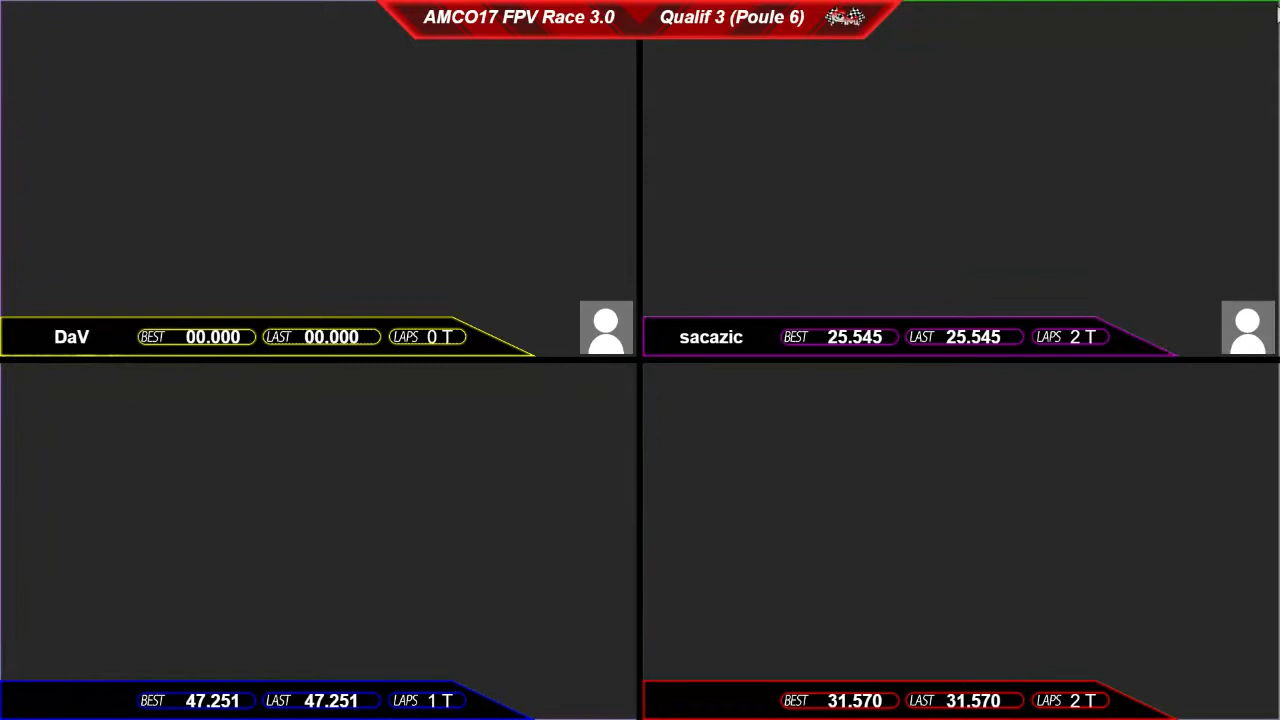 AMCO17 FPV Race 3.0 Qualif 3 (Poule 6)
DaV BEST 00.000 LAST 00.000 LAPS 0 T
sacazic BEST 25.545 LAST 25.545 LAPS 2 T
BEST 47.251 LAST 47.251 LAPS 1 T
BEST 31.570 LAST 31.570 LAPS 2 T